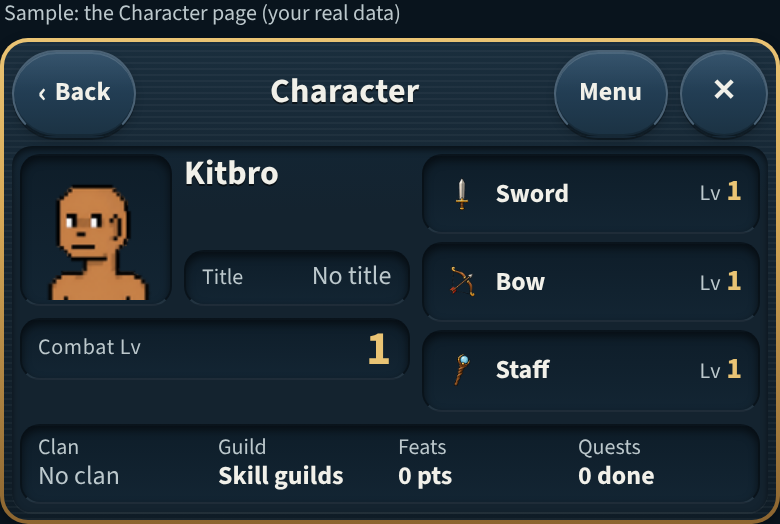 Sample: the Character page (your real data)
‹ Back
Character
Menu
✕
Kitbro
Title No title
Combat Lv 1
Sword Lv 1
Bow Lv 1
Staff Lv 1
Clan Guild Feats Quests
No clan Skill guilds 0 pts 0 done